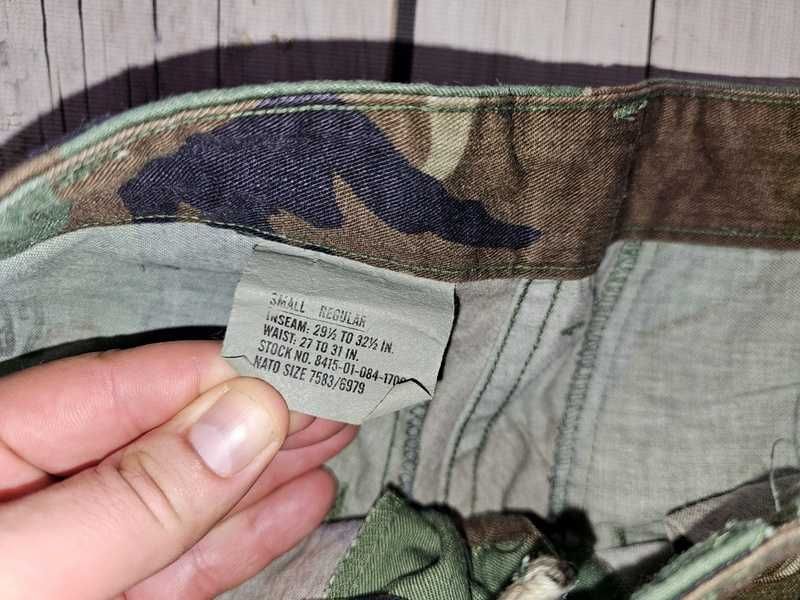 SMALL REGULAR
INSEAM: 29½ TO 32½ IN.
WAIST: 27 TO 31 IN.
STOCK NO. 8415-01-084-170
NATO SIZE 7583/6979